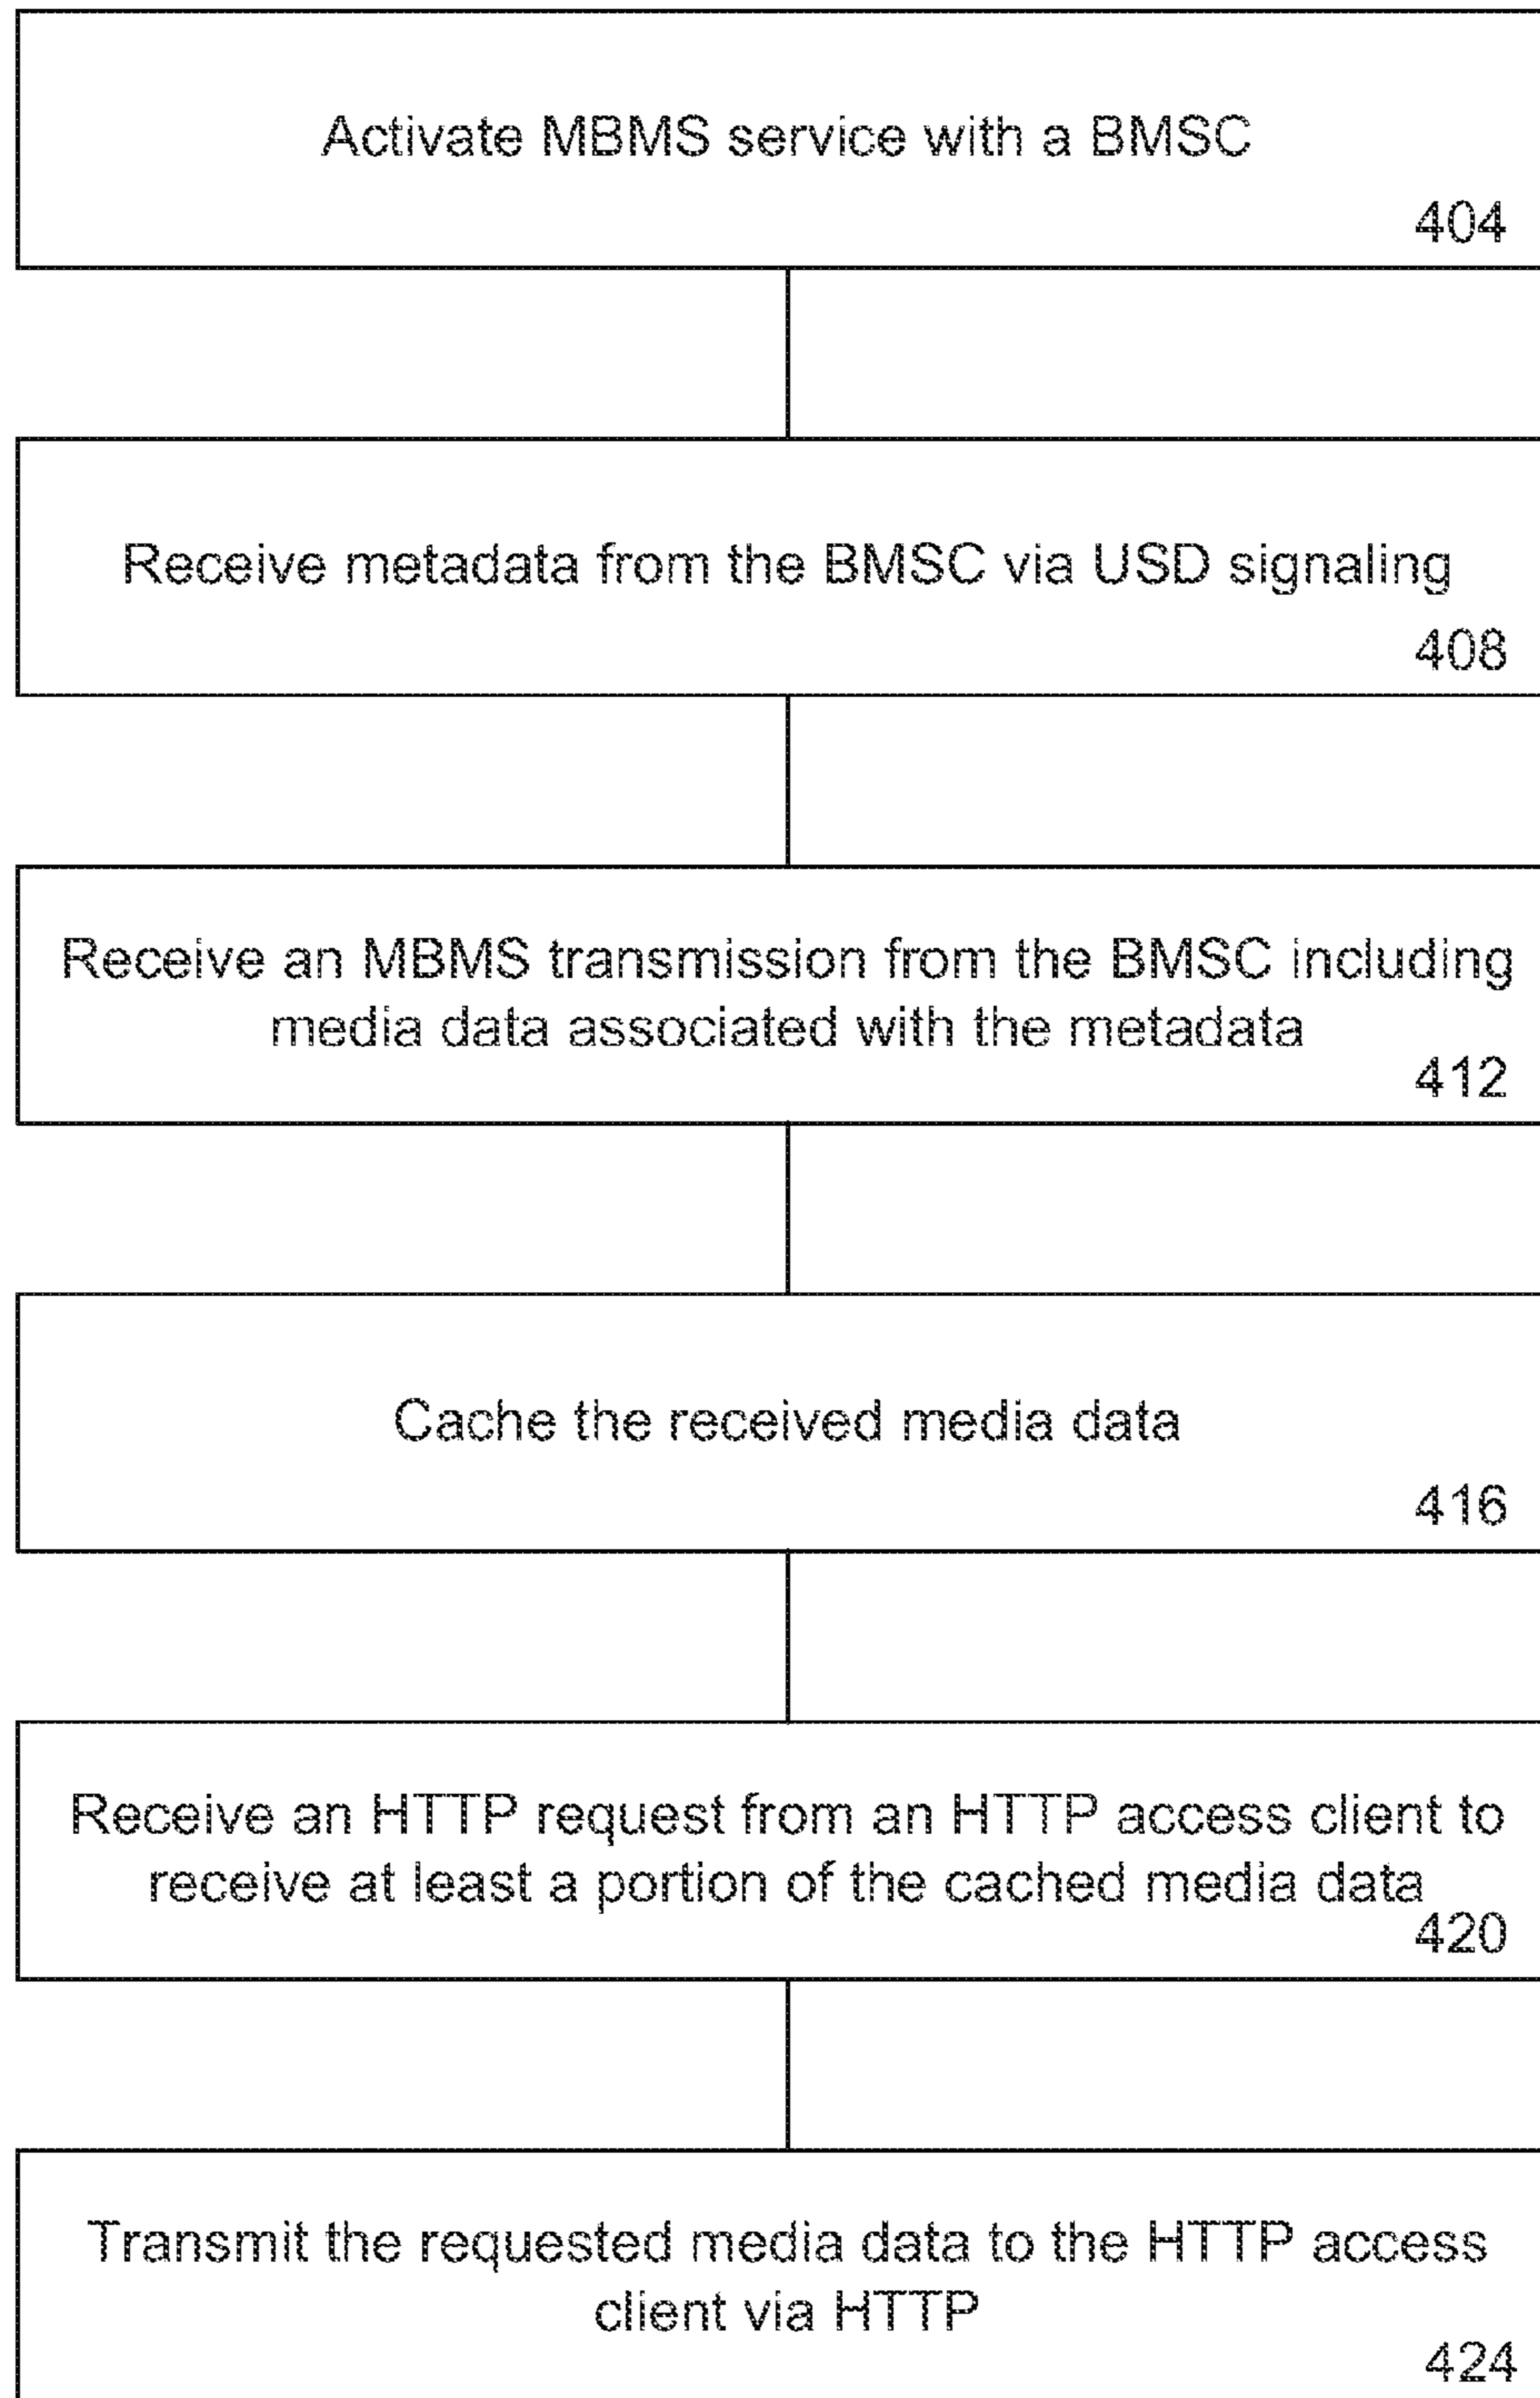 Activate MBMS service with a BMSC
404
Receive metadata from the BMSC via USD signaling
408
Receive an MBMS transmission from the BMSC including
media data associated with the metadata
412
Cache the received media data
416
Receive an HTTP request from an HTTP access client to
receive at least a portion of the cached media data
420
Transmit the requested media data to the HTTP access
client via HTTP
424